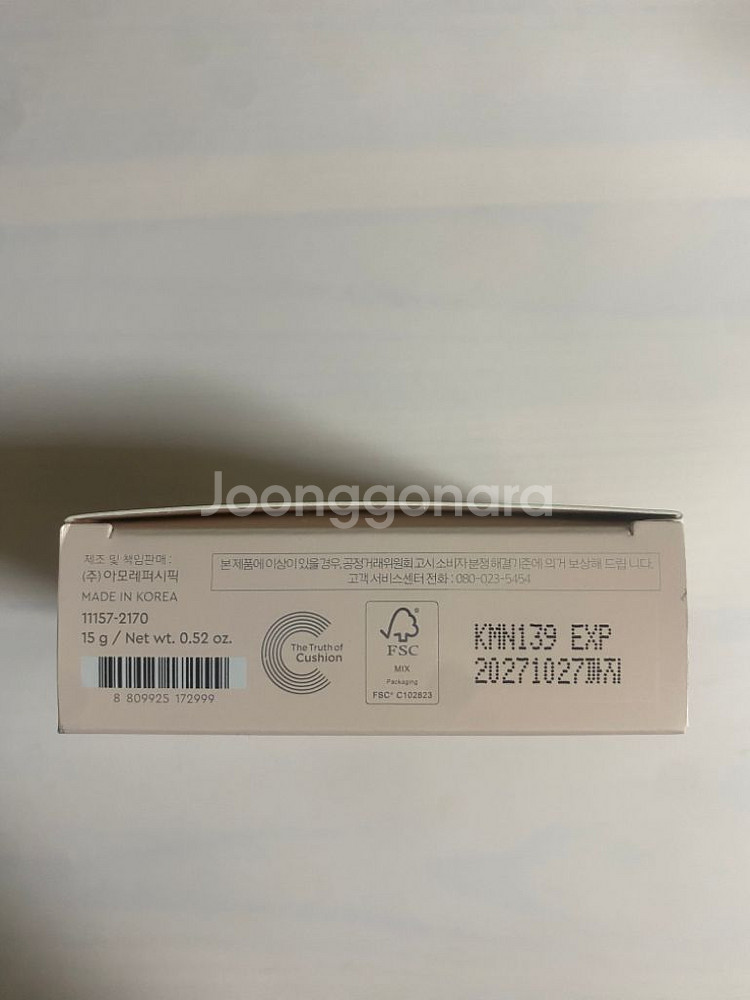 Joonggonara
제조 및 책임판매 :
(주)아모레퍼시픽
MADE IN KOREA
11157-2170
15 g / Net wt. 0.52 oz.
8 809925 172999
본 제품에 이상이 있을 경우, 공정거래위원회 고시 소비자 분쟁 해결기준에 의거 보상해 드립니다.
고객 서비스센터 전화 : 080-023-5454
The Truth of
Cushion
FSC
MIX
Packaging
FSC® C102823
KMN139 EXP
20271027까지